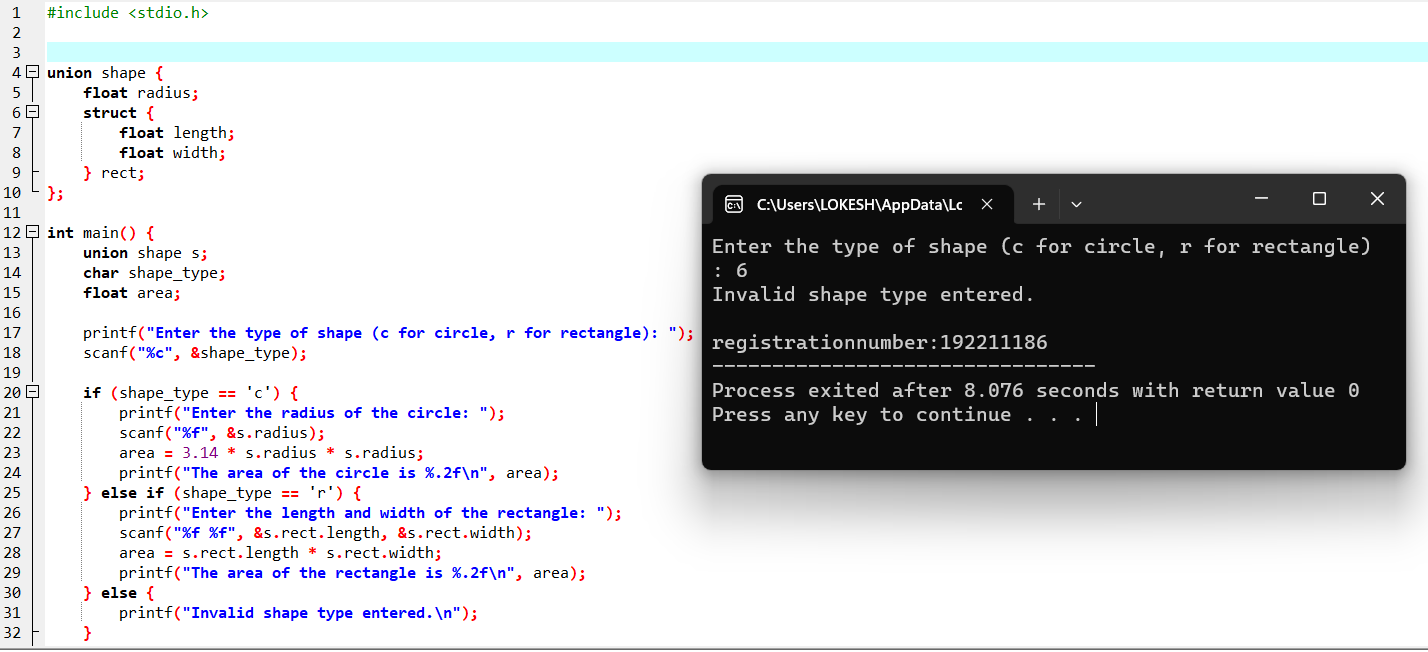 1 #include <stdio.h>
2
3
4 union shape {
5     float radius;
6     struct {
7         float length;
8         float width;
9     } rect;
10 };
11
12 int main() {
13     union shape s;
14     char shape_type;
15     float area;
16
17     printf("Enter the type of shape (c for circle, r for rectangle): ");
18     scanf("%c", &shape_type);
19
20     if (shape_type == 'c') {
21         printf("Enter the radius of the circle: ");
22         scanf("%f", &s.radius);
23         area = 3.14 * s.radius * s.radius;
24         printf("The area of the circle is %.2f\n", area);
25     } else if (shape_type == 'r') {
26         printf("Enter the length and width of the rectangle: ");
27         scanf("%f %f", &s.rect.length, &s.rect.width);
28         area = s.rect.length * s.rect.width;
29         printf("The area of the rectangle is %.2f\n", area);
30     } else {
31         printf("Invalid shape type entered.\n");
32     }
C:\Users\LOKESH\AppData\Lc
Enter the type of shape (c for circle, r for rectangle)
: 6
Invalid shape type entered.

registrationnumber:192211186
--------------------------------
Process exited after 8.076 seconds with return value 0
Press any key to continue . . .